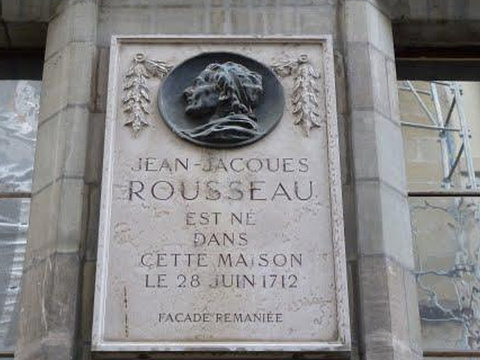 JEAN-JACQUES
ROUSSEAU
EST NÉ
DANS
CETTE MAISON
LE 28 JUIN 1712
FACADE REMANIÉE